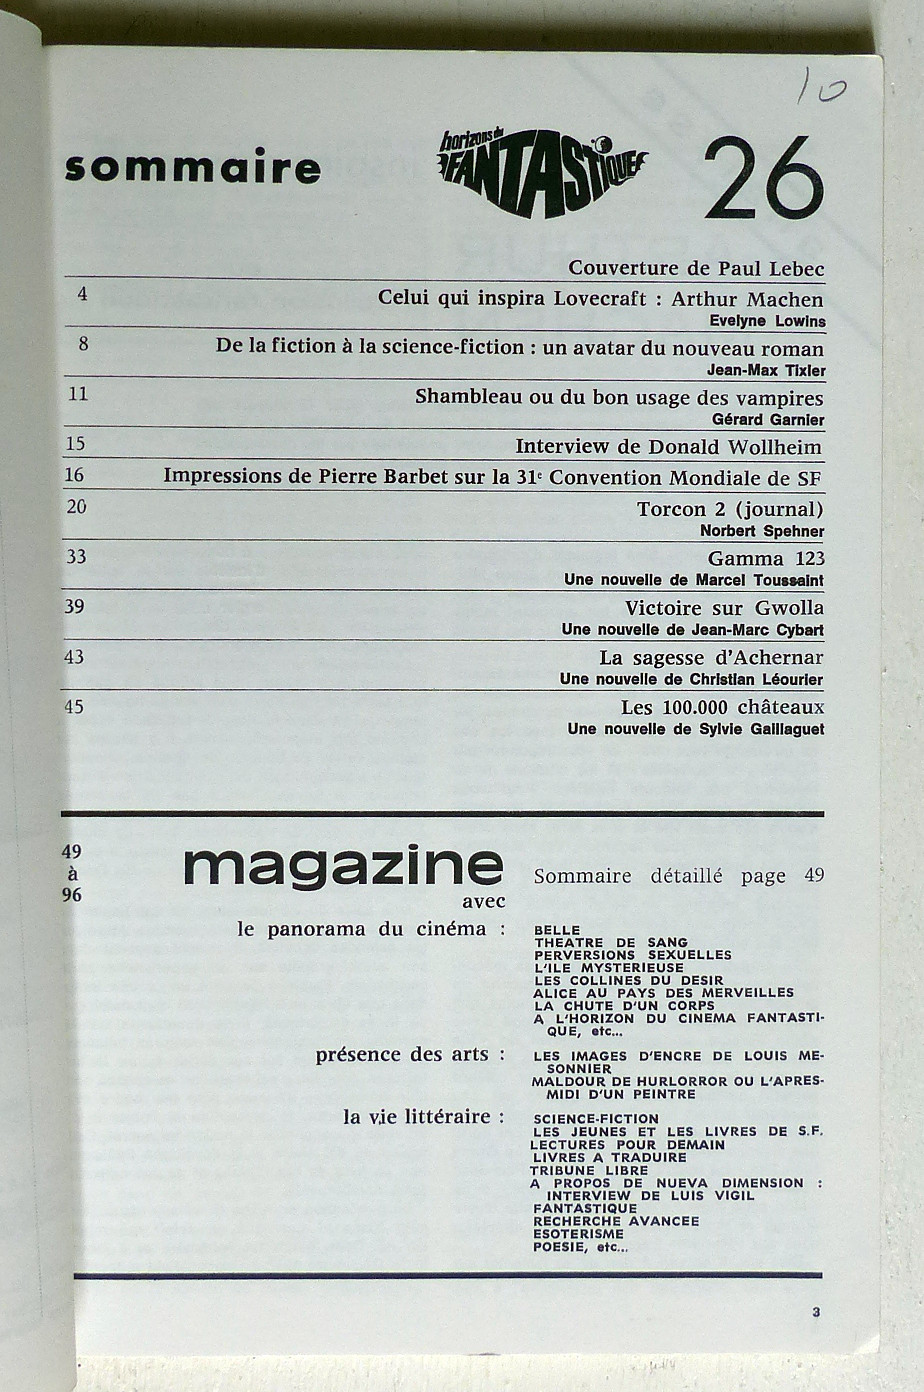 10
sommaire
horizons du
FANTASTIQUE
26
Couverture de Paul Lebec
4 Celui qui inspira Lovecraft : Arthur Machen
Evelyne Lowins
8 De la fiction à la science-fiction : un avatar du nouveau roman
Jean-Max Tixier
11 Shambleau ou du bon usage des vampires
Gérard Garnier
15 Interview de Donald Wollheim
16 Impressions de Pierre Barbet sur la 31e Convention Mondiale de SF
20 Torcon 2 (journal)
Norbert Spehner
33 Gamma 123
Une nouvelle de Marcel Toussaint
39 Victoire sur Gwolla
Une nouvelle de Jean-Marc Cybart
43 La sagesse d'Achernar
Une nouvelle de Christian Léourier
45 Les 100.000 châteaux
Une nouvelle de Sylvie Gaillaguet
49
à
96
magazine Sommaire détaillé page 49
avec
le panorama du cinéma : BELLE
THEATRE DE SANG
PERVERSIONS SEXUELLES
L'ILE MYSTERIEUSE
LES COLLINES DU DESIR
ALICE AU PAYS DES MERVEILLES
LA CHUTE D'UN CORPS
A L'HORIZON DU CINEMA FANTASTI-
QUE, etc...
présence des arts : LES IMAGES D'ENCRE DE LOUIS ME-
SONNIER
MALDOUR DE HURLORROR OU L'APRES-
MIDI D'UN PEINTRE
la vie littéraire : SCIENCE-FICTION
LES JEUNES ET LES LIVRES DE S.F.
LECTURES POUR DEMAIN
LIVRES A TRADUIRE
TRIBUNE LIBRE
A PROPOS DE NUEVA DIMENSION :
INTERVIEW DE LUIS VIGIL
FANTASTIQUE
RECHERCHE AVANCEE
ESOTERISME
POESIE, etc...
3